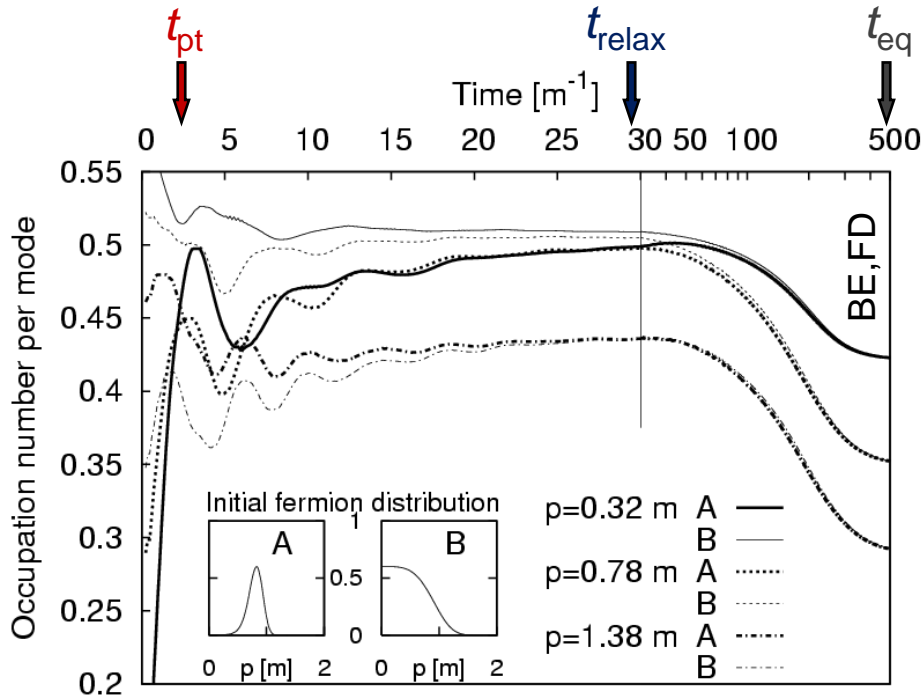 t_pt t_relax t_eq
Time [m^-1]
0 5 10 15 20 25 30 50 100 500
0.55
0.5
0.45
0.4
0.35
0.3
0.25
0.2
Occupation number per mode
BE,FD
Initial fermion distribution
A
0 p [m] 2
1
0.5
0
B
0 p [m] 2
p=0.32 m A
B
p=0.78 m A
B
p=1.38 m A
B